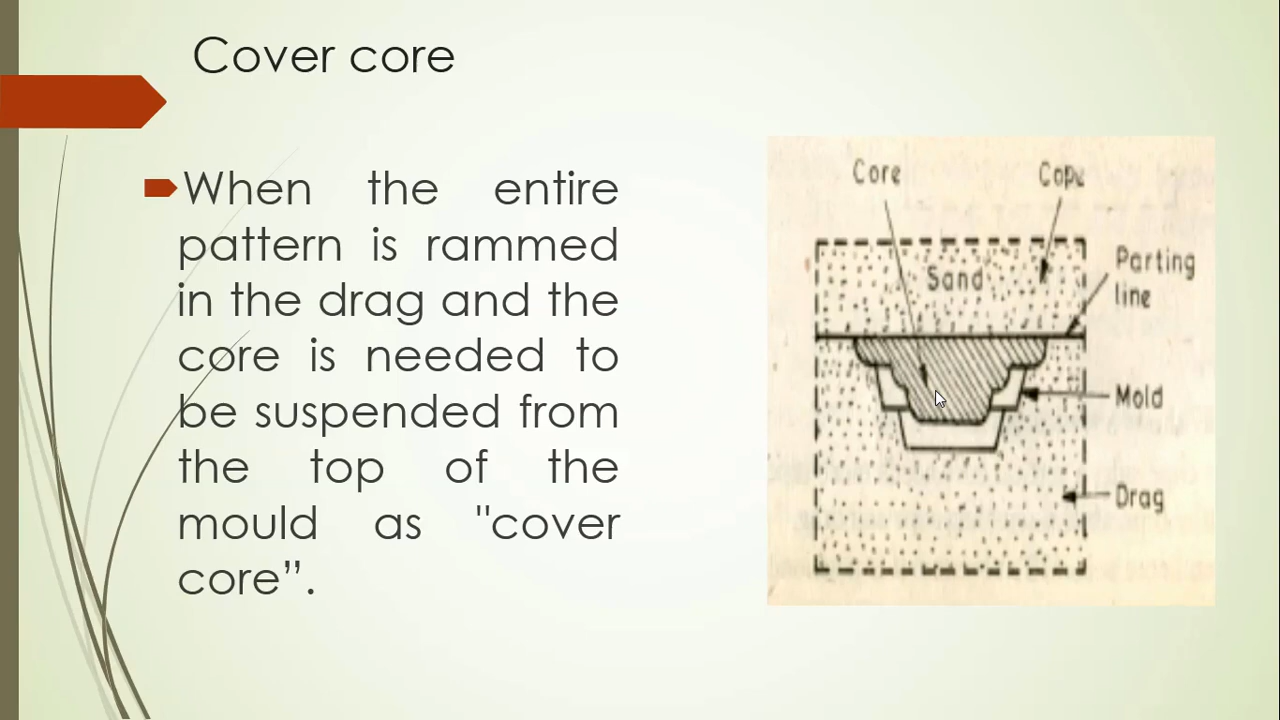 Cover core
When the entire
pattern is rammed
in the drag and the
core is needed to
be suspended from
the top of the
mould as "cover
core”.
Core
Cope
Sand
Parting
line
Mold
Drag